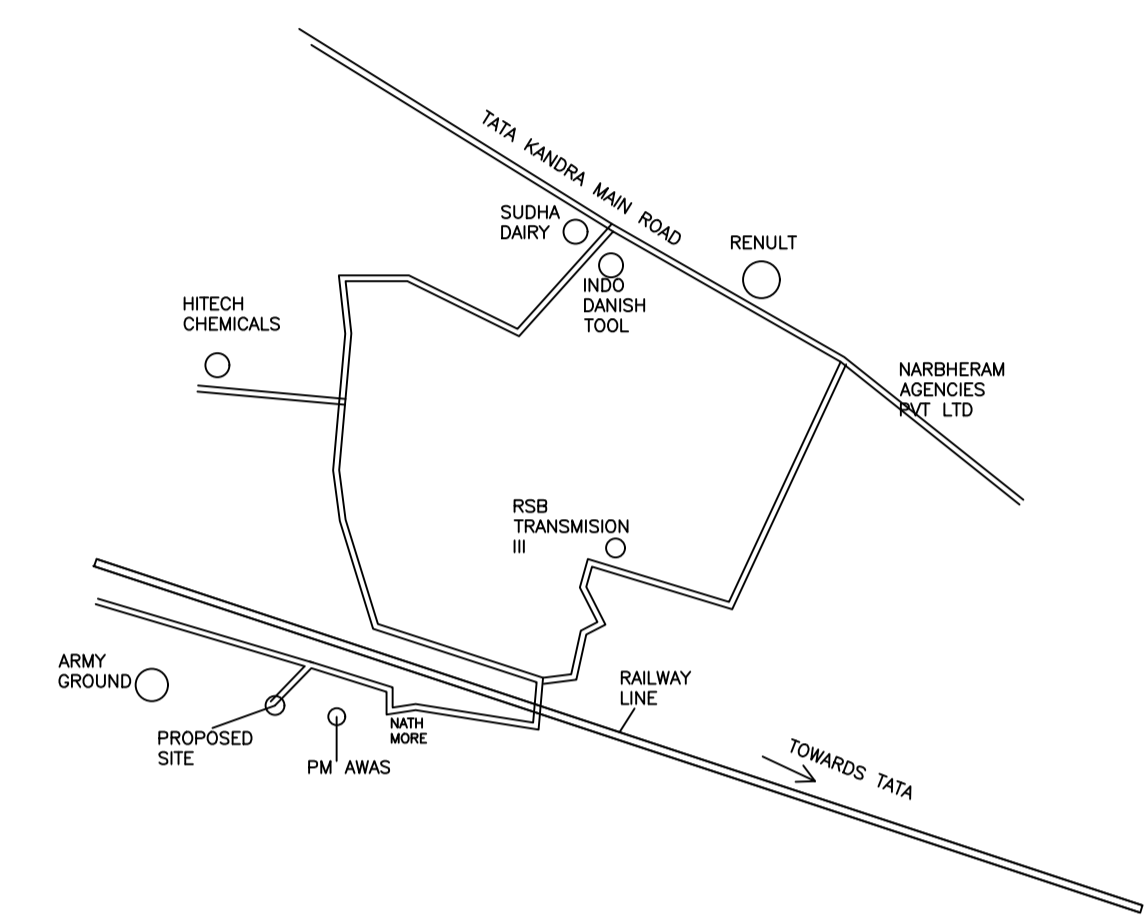 TATA KANDRA MAIN ROAD
SUDHA
DAIRY
RENULT
INDO
DANISH
TOOL
HITECH
CHEMICALS
NARBHERAM
AGENCIES
PVT LTD
RSB
TRANSMISION
III
ARMY
GROUND
RAILWAY
LINE
NATH
MORE
PROPOSED
SITE
PM AWAS
TOWARDS TATA